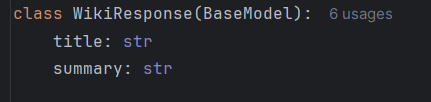 class WikiResponse(BaseModel): 6 usages
    title: str
    summary: str